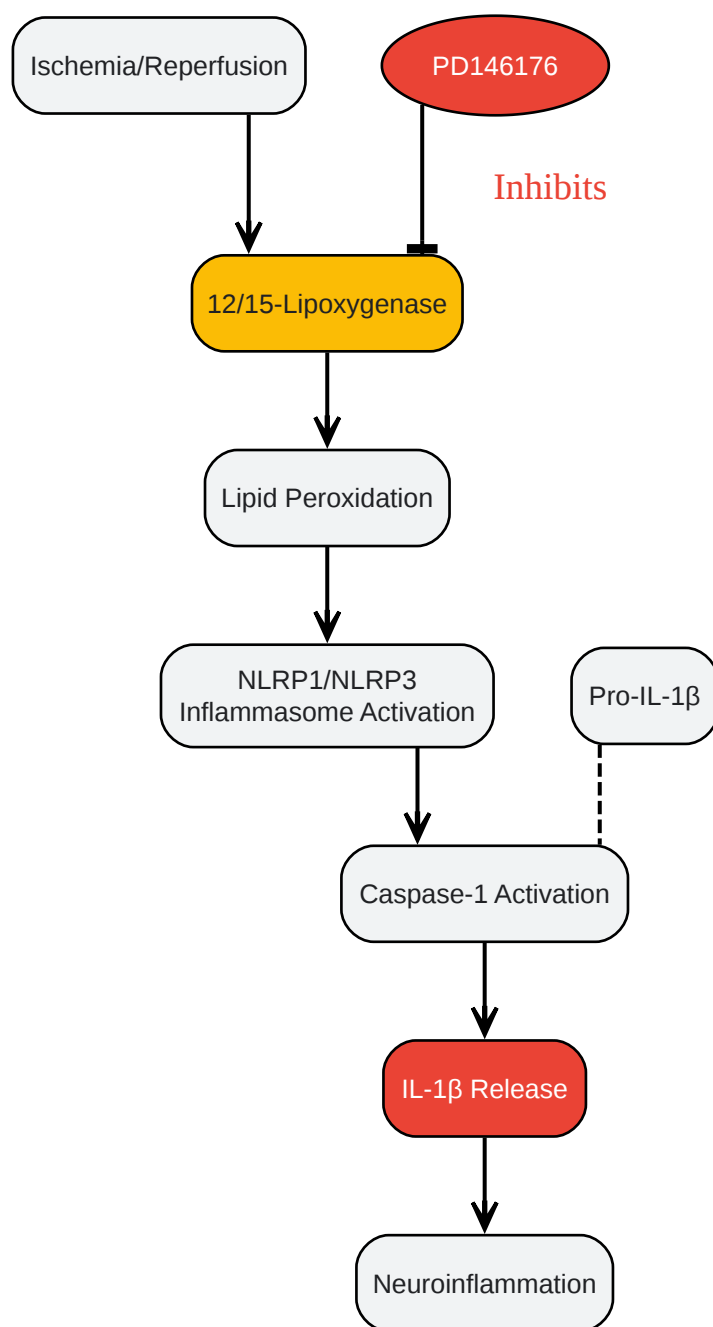 Ischemia/Reperfusion
PD146176
Inhibits
12/15-Lipoxygenase
Lipid Peroxidation
NLRP1/NLRP3
Inflammasome Activation
Pro-IL-1β
Caspase-1 Activation
IL-1β Release
Neuroinflammation